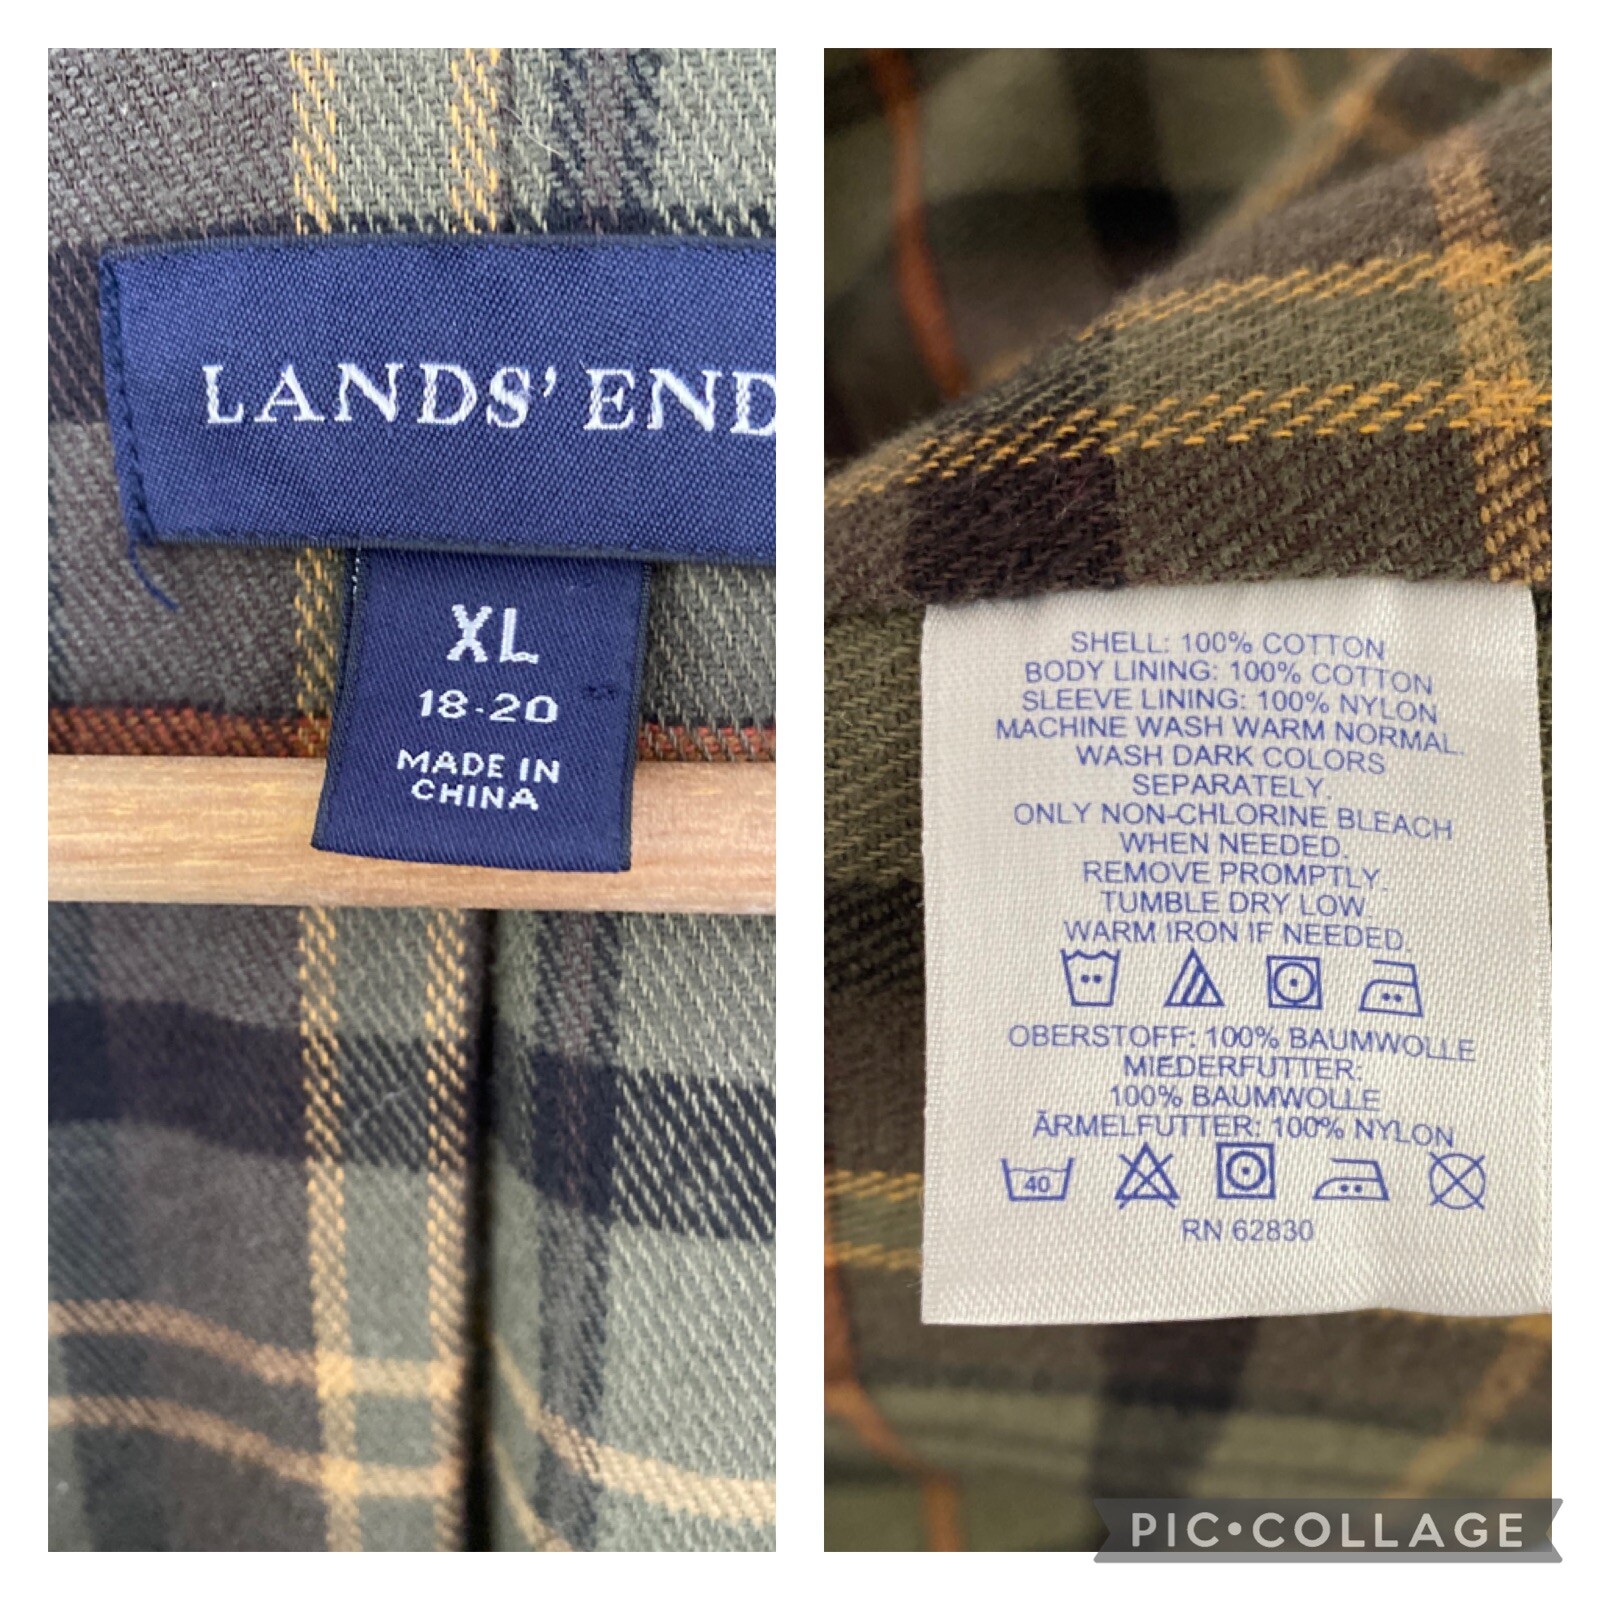 LANDS' END
XL
18-20
MADE IN
CHINA
SHELL: 100% COTTON
BODY LINING: 100% COTTON
SLEEVE LINING: 100% NYLON
MACHINE WASH WARM NORMAL.
WASH DARK COLORS
SEPARATELY.
ONLY NON-CHLORINE BLEACH
WHEN NEEDED.
REMOVE PROMPTLY.
TUMBLE DRY LOW.
WARM IRON IF NEEDED.
OBERSTOFF: 100% BAUMWOLLE
MIEDERFUTTER:
100% BAUMWOLLE
ÄRMELFUTTER: 100% NYLON
40
RN 62830
PIC•COLLAGE